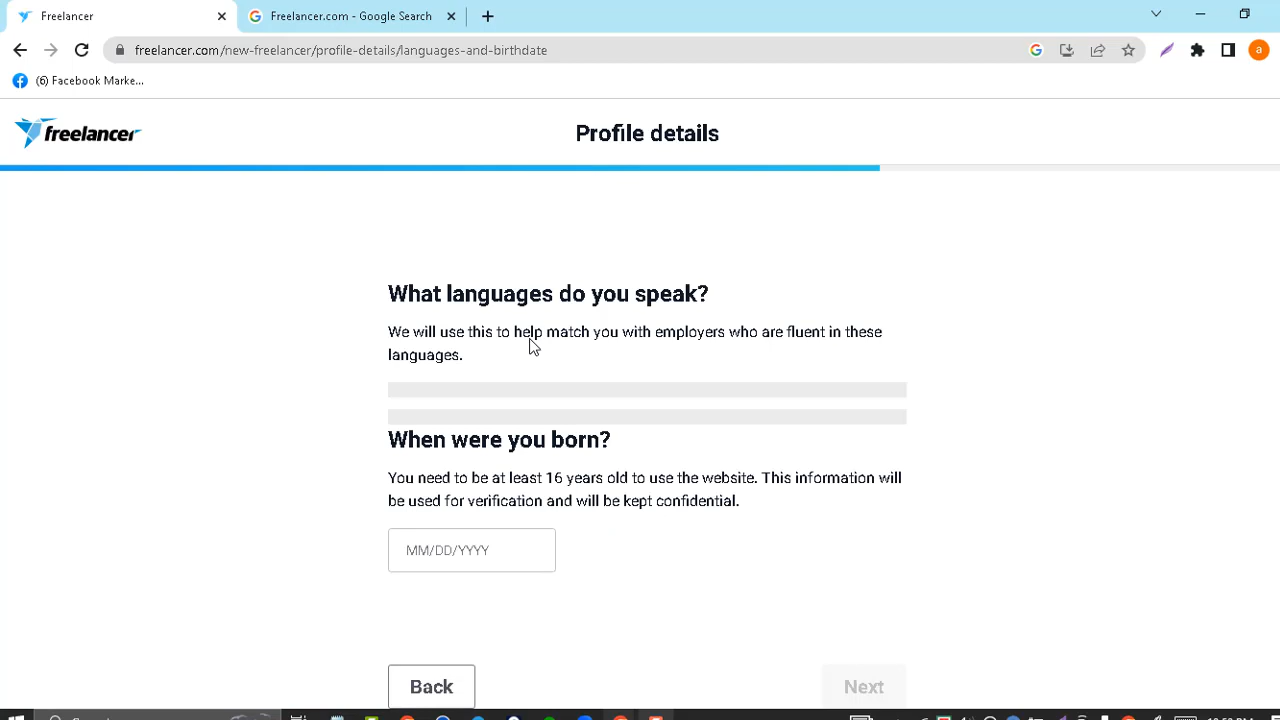 Freelancer
Freelancer.com - Google Search
freelancer.com/new-freelancer/profile-details/languages-and-birthdate
a
(6) Facebook Marke...
freelancer
Profile details
What languages do you speak?
We will use this to help match you with employers who are fluent in these
languages.
When were you born?
You need to be at least 16 years old to use the website. This information will
be used for verification and will be kept confidential.
MM/DD/YYYY
Back
Next